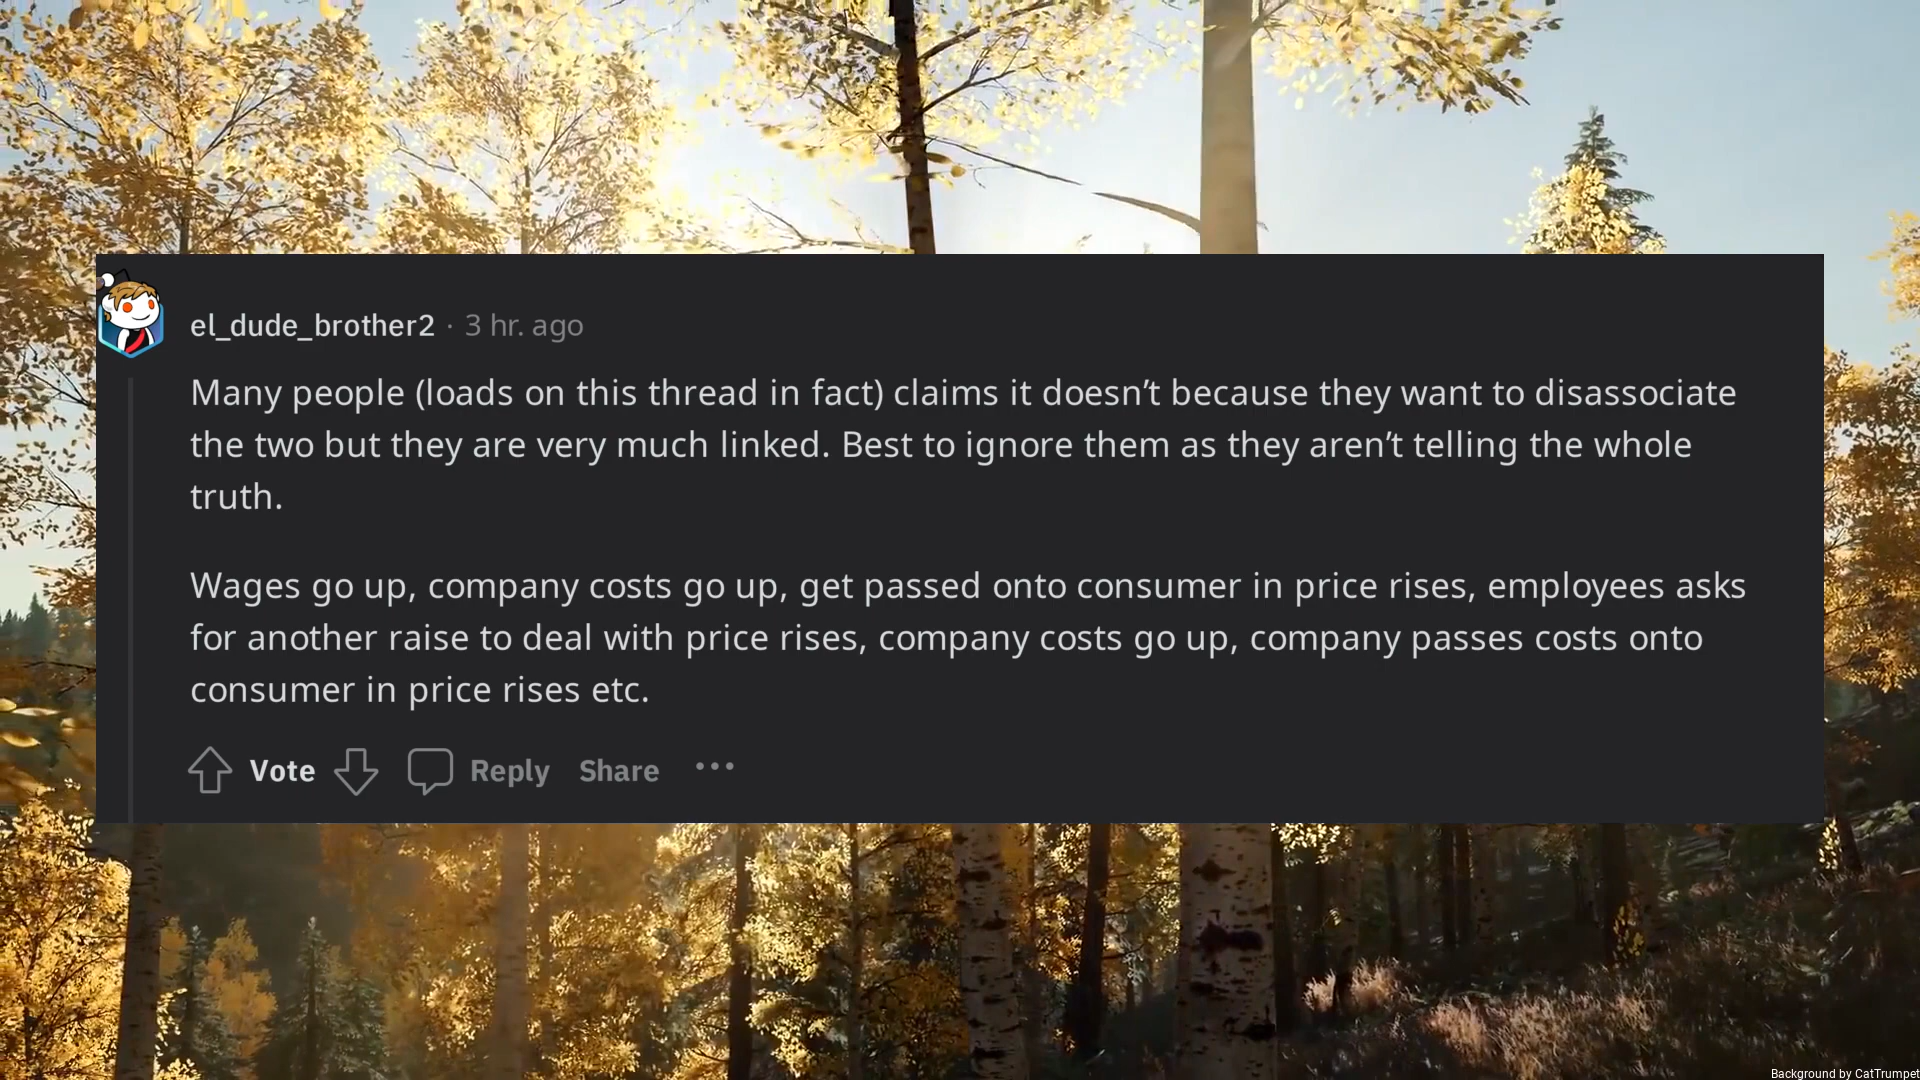 el_dude_brother2 · 3 hr. ago
Many people (loads on this thread in fact) claims it doesn’t because they want to disassociate
the two but they are very much linked. Best to ignore them as they aren’t telling the whole
truth.
Wages go up, company costs go up, get passed onto consumer in price rises, employees asks
for another raise to deal with price rises, company costs go up, company passes costs onto
consumer in price rises etc.
Vote Reply Share ···
Background by CatTrumpet